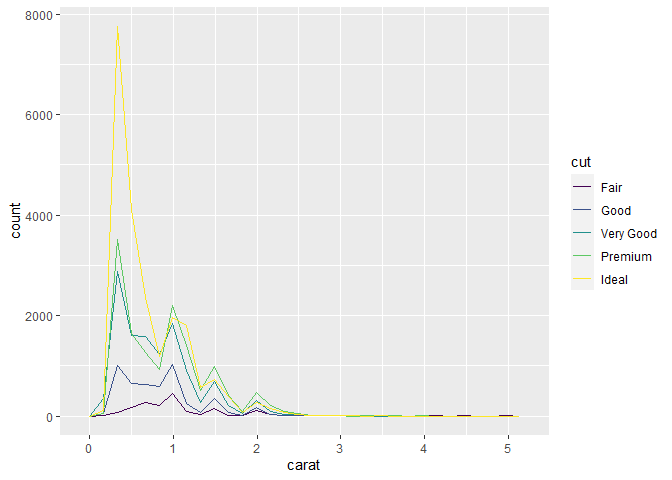 8000
6000
4000
2000
0
count
0 1 2 3 4 5
carat
cut
Fair
Good
Very Good
Premium
Ideal